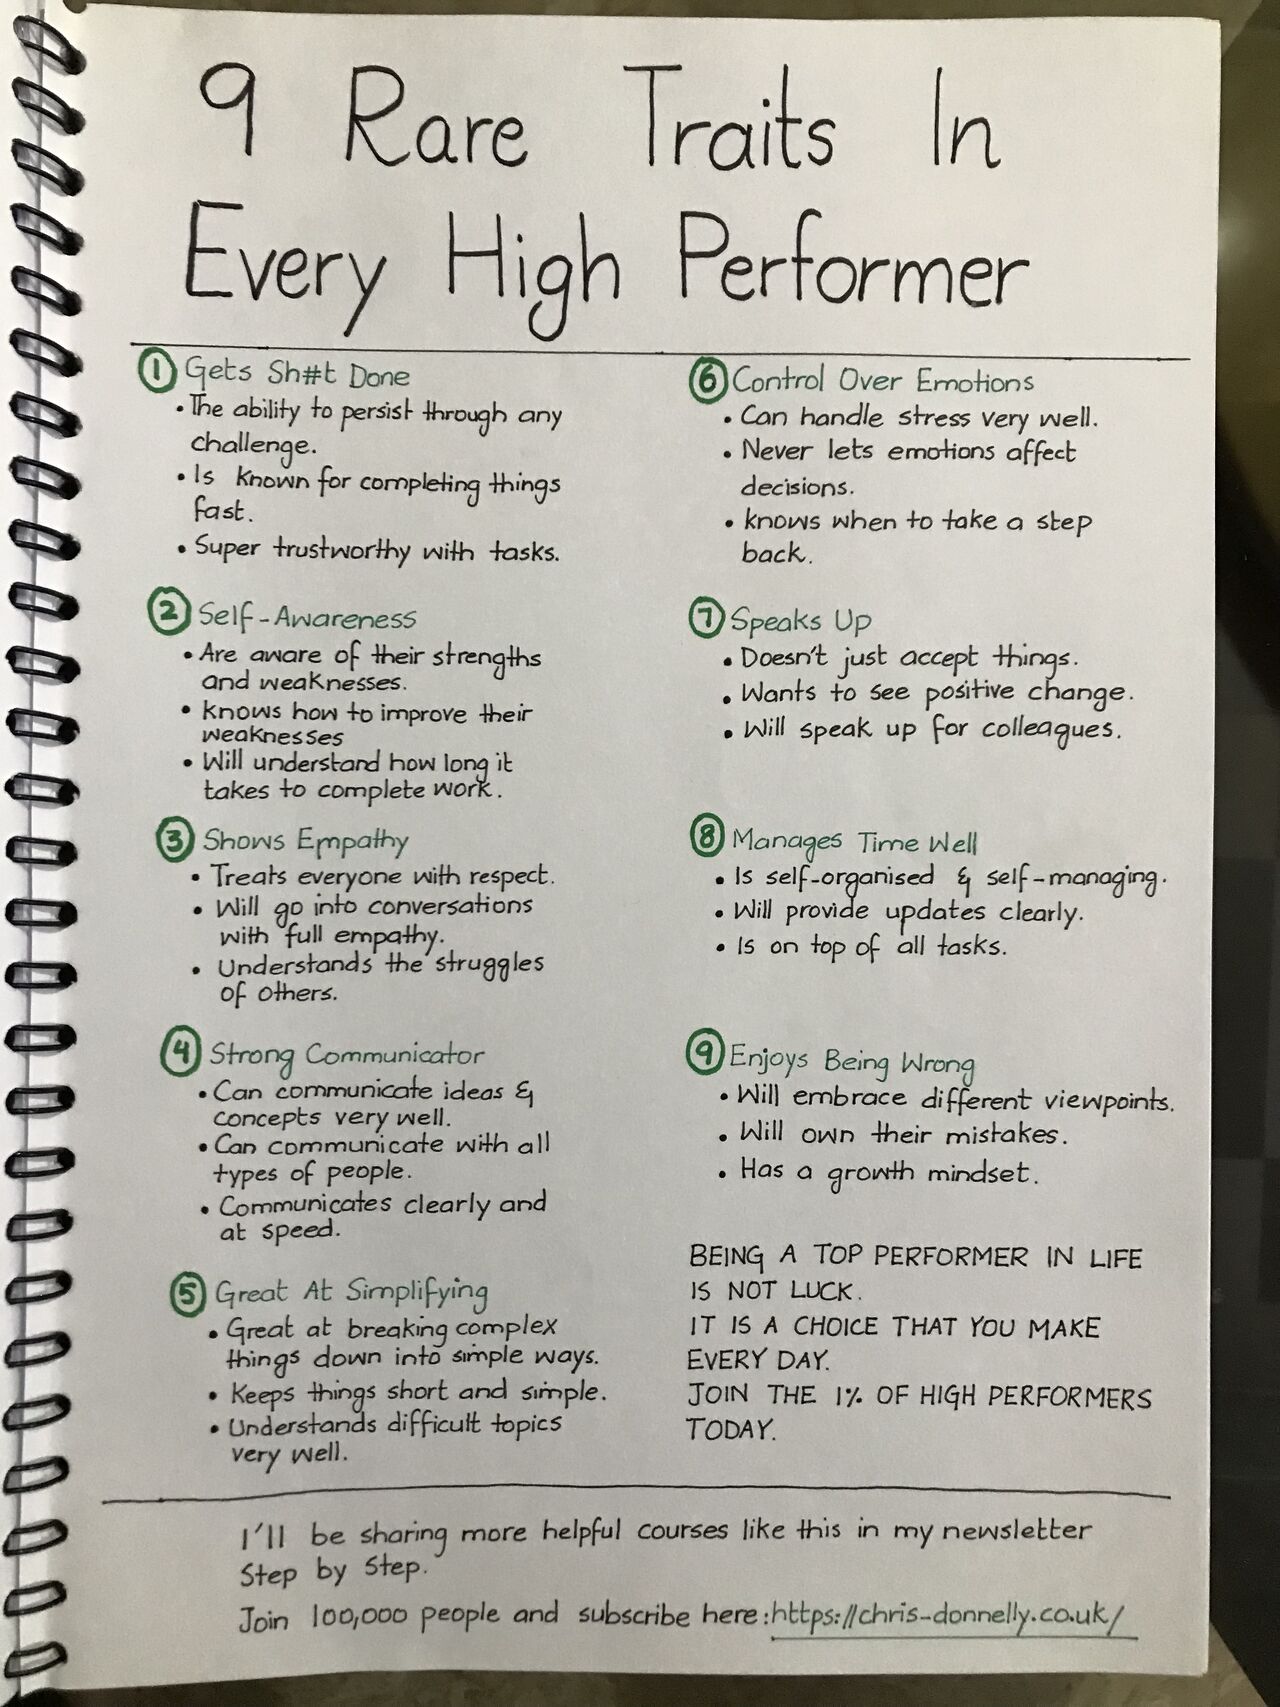 9 Rare Traits In
Every High Performer
1 Gets Sh#t Done
• The ability to persist through any
challenge.
• Is known for completing things
fast.
• Super trustworthy with tasks.
2 Self-Awareness
• Are aware of their strengths
and weaknesses.
• knows how to improve their
weaknesses
• Will understand how long it
takes to complete work.
3 Shows Empathy
• Treats everyone with respect.
• Will go into conversations
with full empathy.
• Understands the struggles
of others.
4 Strong Communicator
• Can communicate ideas &
concepts very well.
• Can communicate with all
types of people.
• Communicates clearly and
at speed.
5 Great At Simplifying
• Great at breaking complex
things down into simple ways.
• Keeps things short and simple.
• Understands difficult topics
very well.
6 Control Over Emotions
• Can handle stress very well.
• Never lets emotions affect
decisions.
• knows when to take a step
back.
7 Speaks Up
• Doesn't just accept things.
• Wants to see positive change.
• Will speak up for colleagues.
8 Manages Time Well
• Is self-organised & self-managing.
• Will provide updates clearly.
• Is on top of all tasks.
9 Enjoys Being Wrong
• Will embrace different viewpoints.
• Will own their mistakes.
• Has a growth mindset.
BEING A TOP PERFORMER IN LIFE
IS NOT LUCK.
IT IS A CHOICE THAT YOU MAKE
EVERY DAY.
JOIN THE 1% OF HIGH PERFORMERS
TODAY.
I'll be sharing more helpful courses like this in my newsletter
Step by Step.
Join 100,000 people and subscribe here: https://chris-donnelly.co.uk/